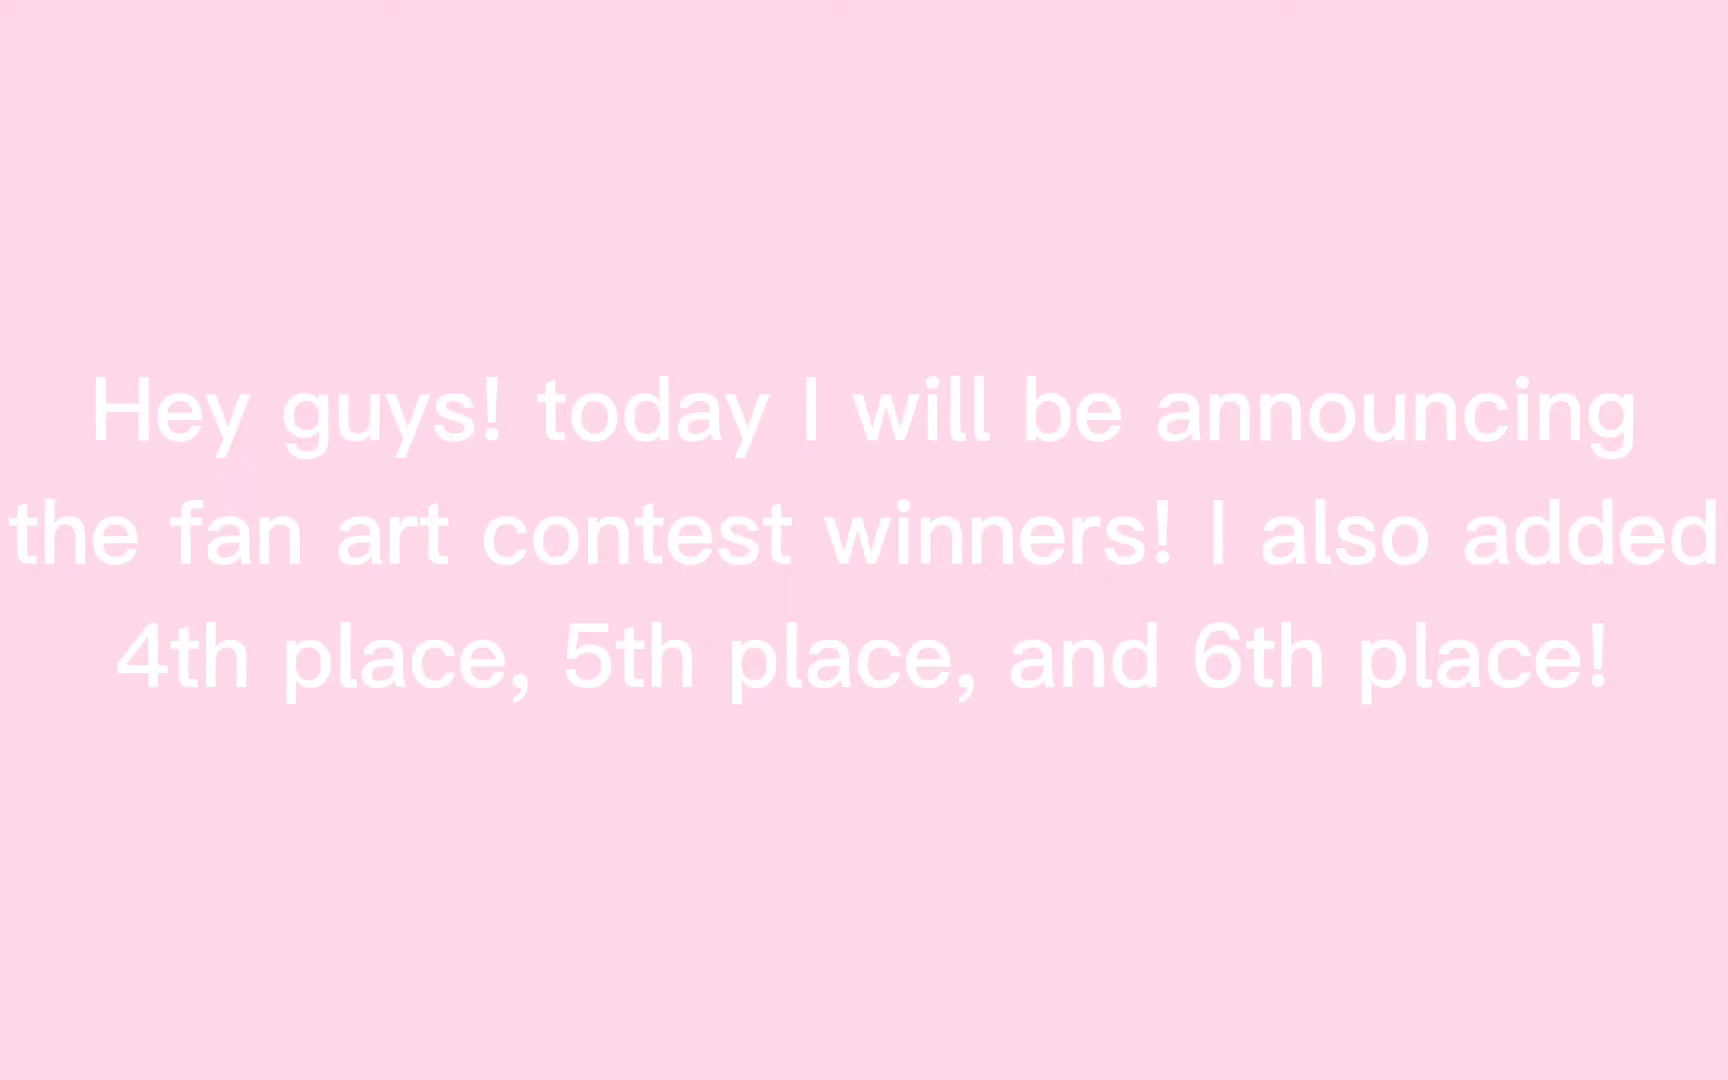 Hey guys! today I will be announcing
the fan art contest winners! I also added
4th place, 5th place, and 6th place!